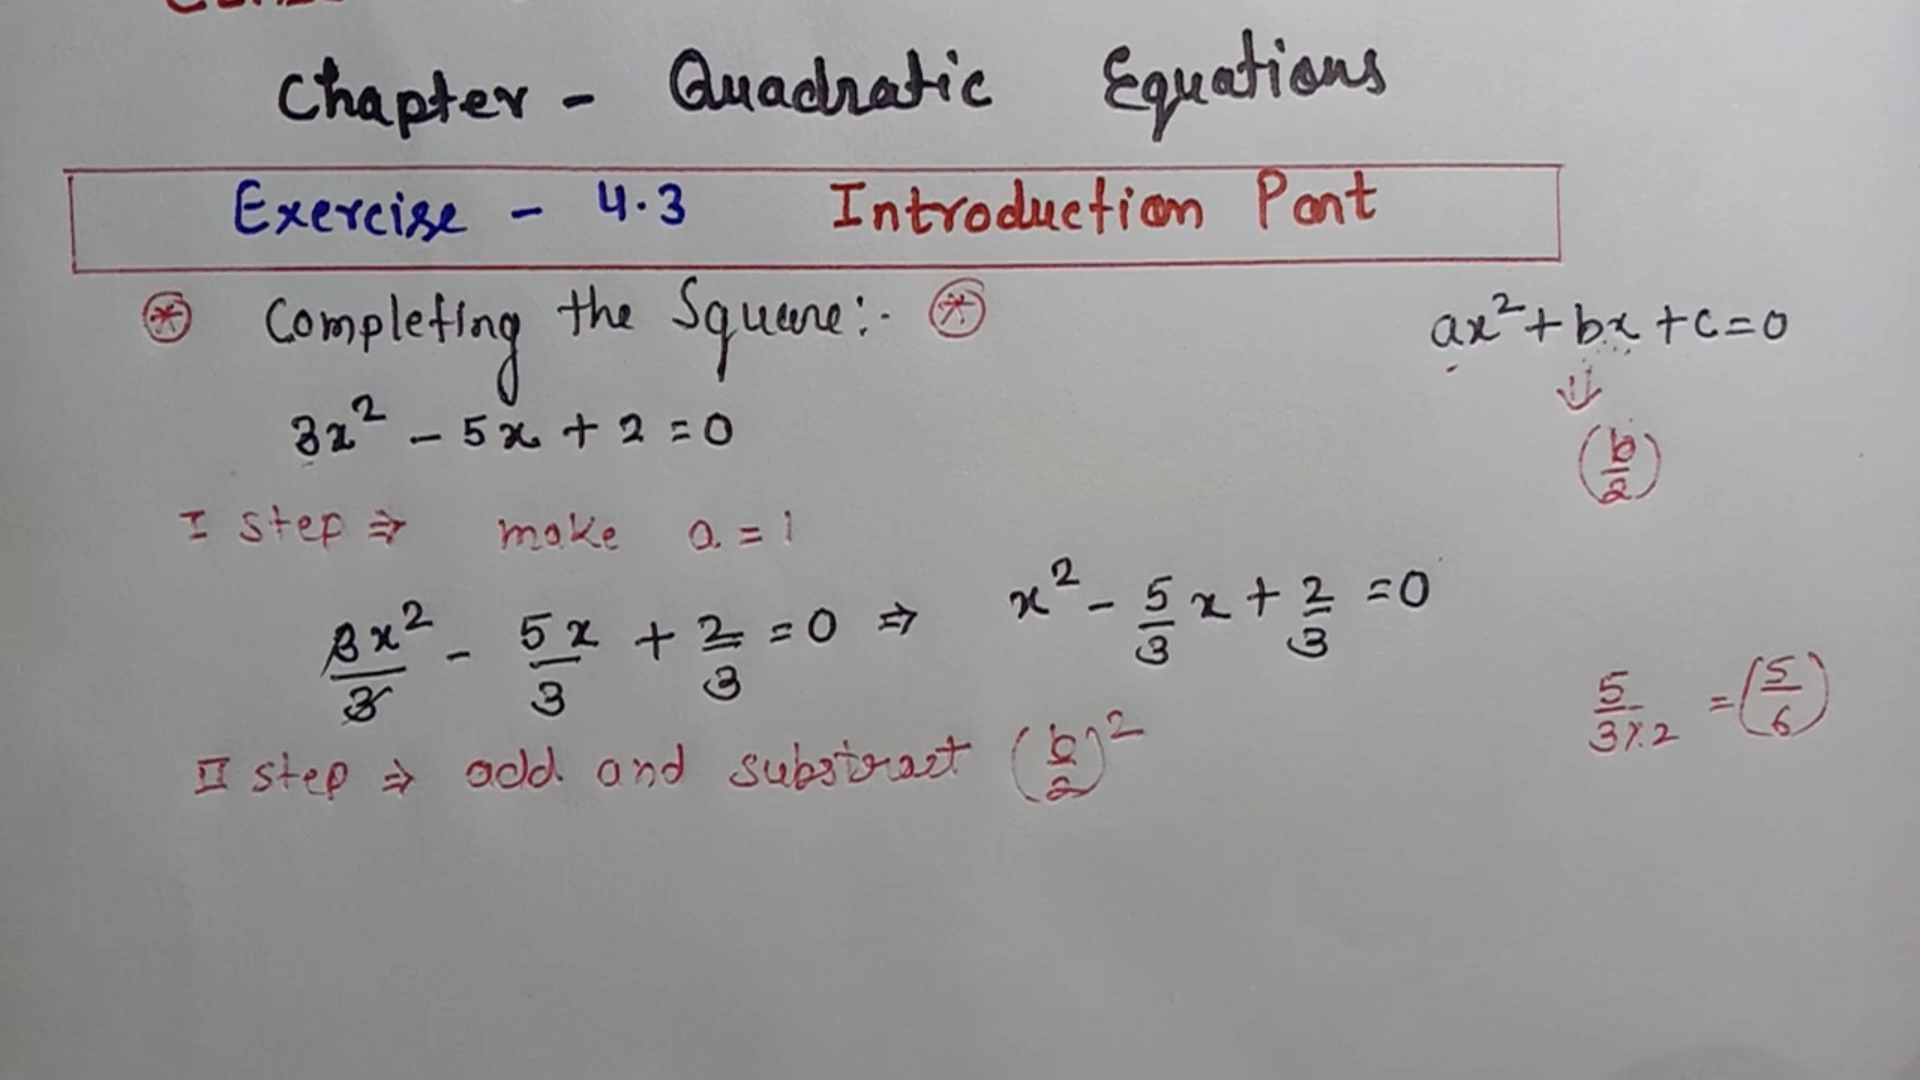 Chapter - Quadratic Equations
Exercise - 4.3 Introduction Part
* Completing the Square:- *
ax² + bx + c = 0
3x² - 5x + 2 = 0
(b/2)
I step ⇒ make a = 1
3x²/3 - 5x/3 + 2/3 = 0 ⇒ x² - 5/3 x + 2/3 = 0
5/3×2 = (5/6)
II step ⇒ add and substract (b/2)²